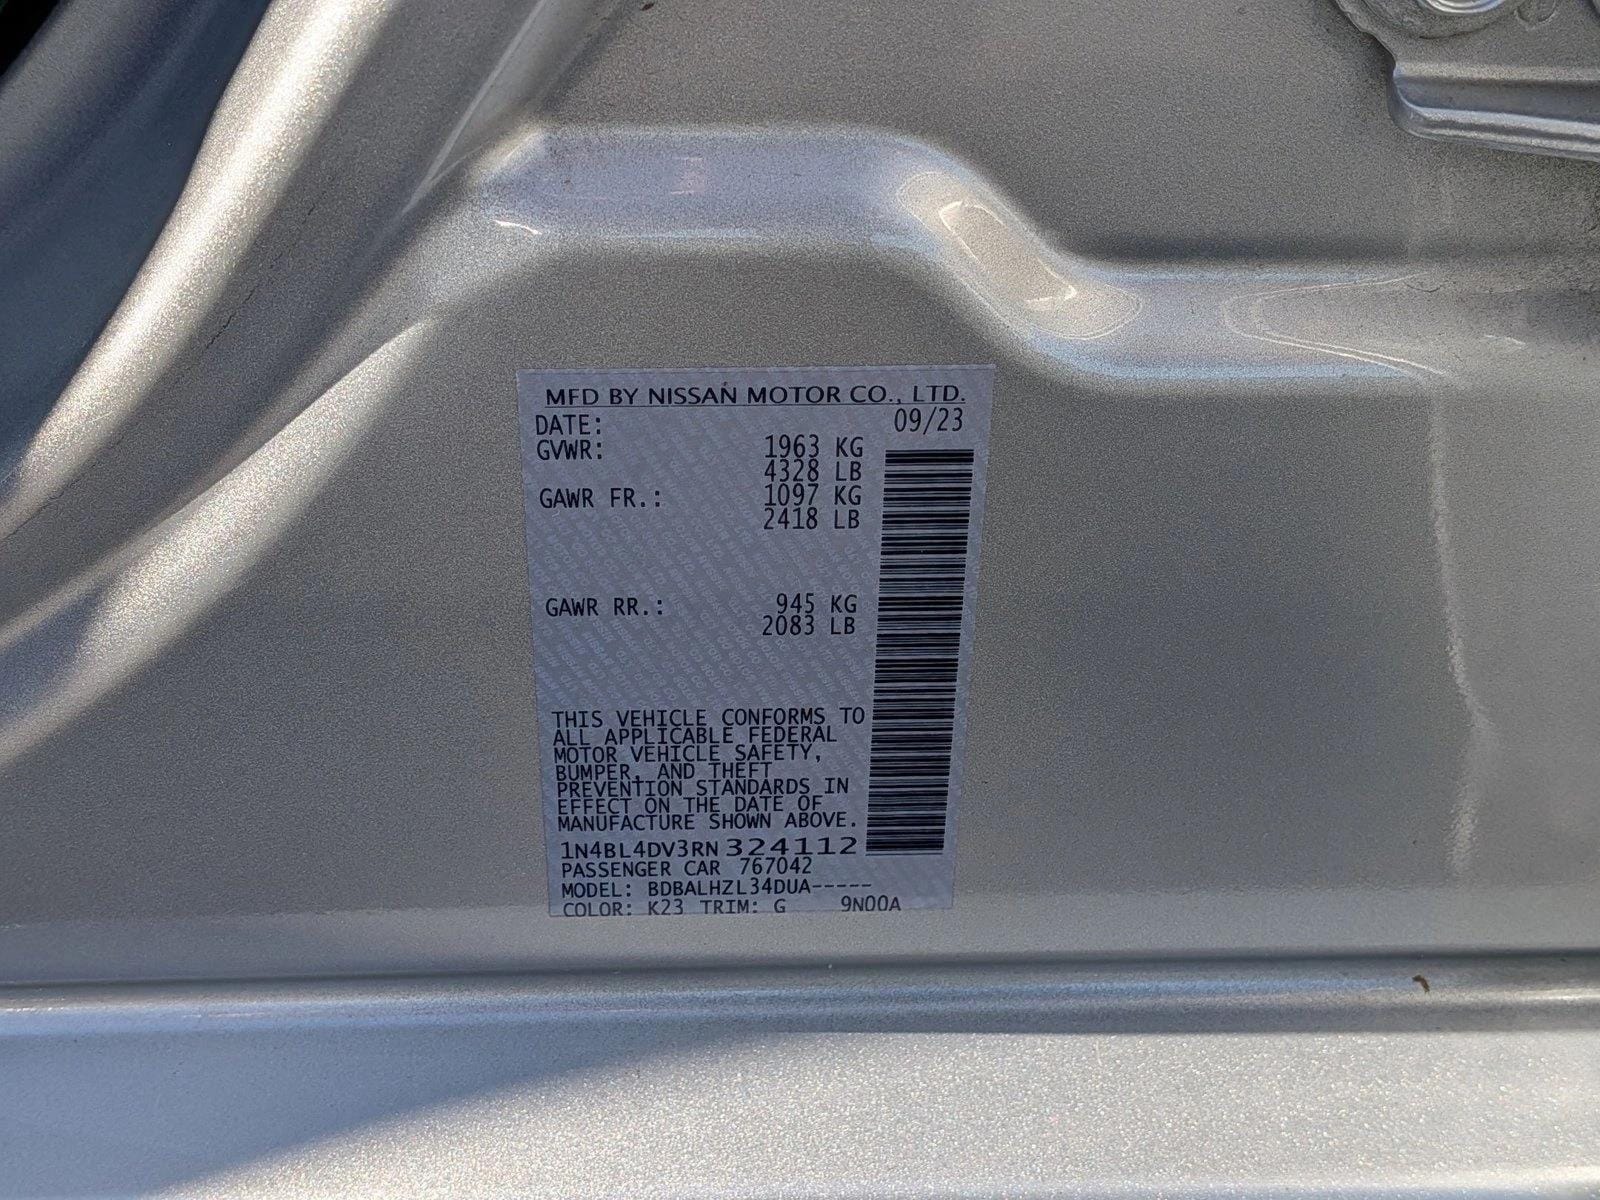 MFD BY NISSAN MOTOR CO., LTD.
DATE: 09/23
GVWR: 1963 KG
4328 LB
GAWR FR.: 1097 KG
2418 LB
GAWR RR.: 945 KG
2083 LB
THIS VEHICLE CONFORMS TO
ALL APPLICABLE FEDERAL
MOTOR VEHICLE SAFETY,
BUMPER, AND THEFT
PREVENTION STANDARDS IN
EFFECT ON THE DATE OF
MANUFACTURE SHOWN ABOVE.
1N4BL4DV3RN 324112
PASSENGER CAR 767042
MODEL: BDBALHZL34DUA-----
COLOR: K23 TRIM: G 9N00A